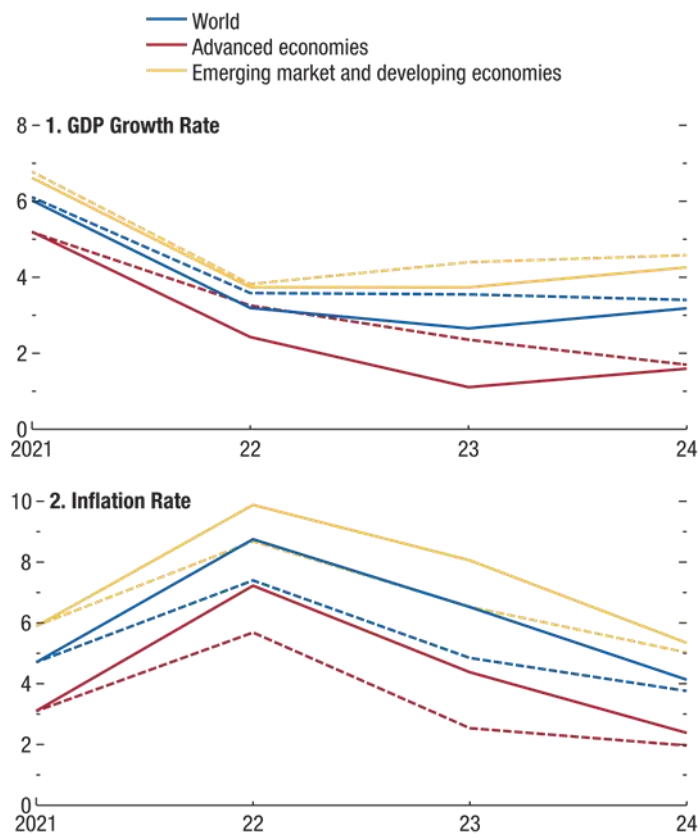 World
Advanced economies
Emerging market and developing economies
8 1. GDP Growth Rate
6
4
2
0
2021 22 23 24
10 2. Inflation Rate
8
6
4
2
0
2021 22 23 24